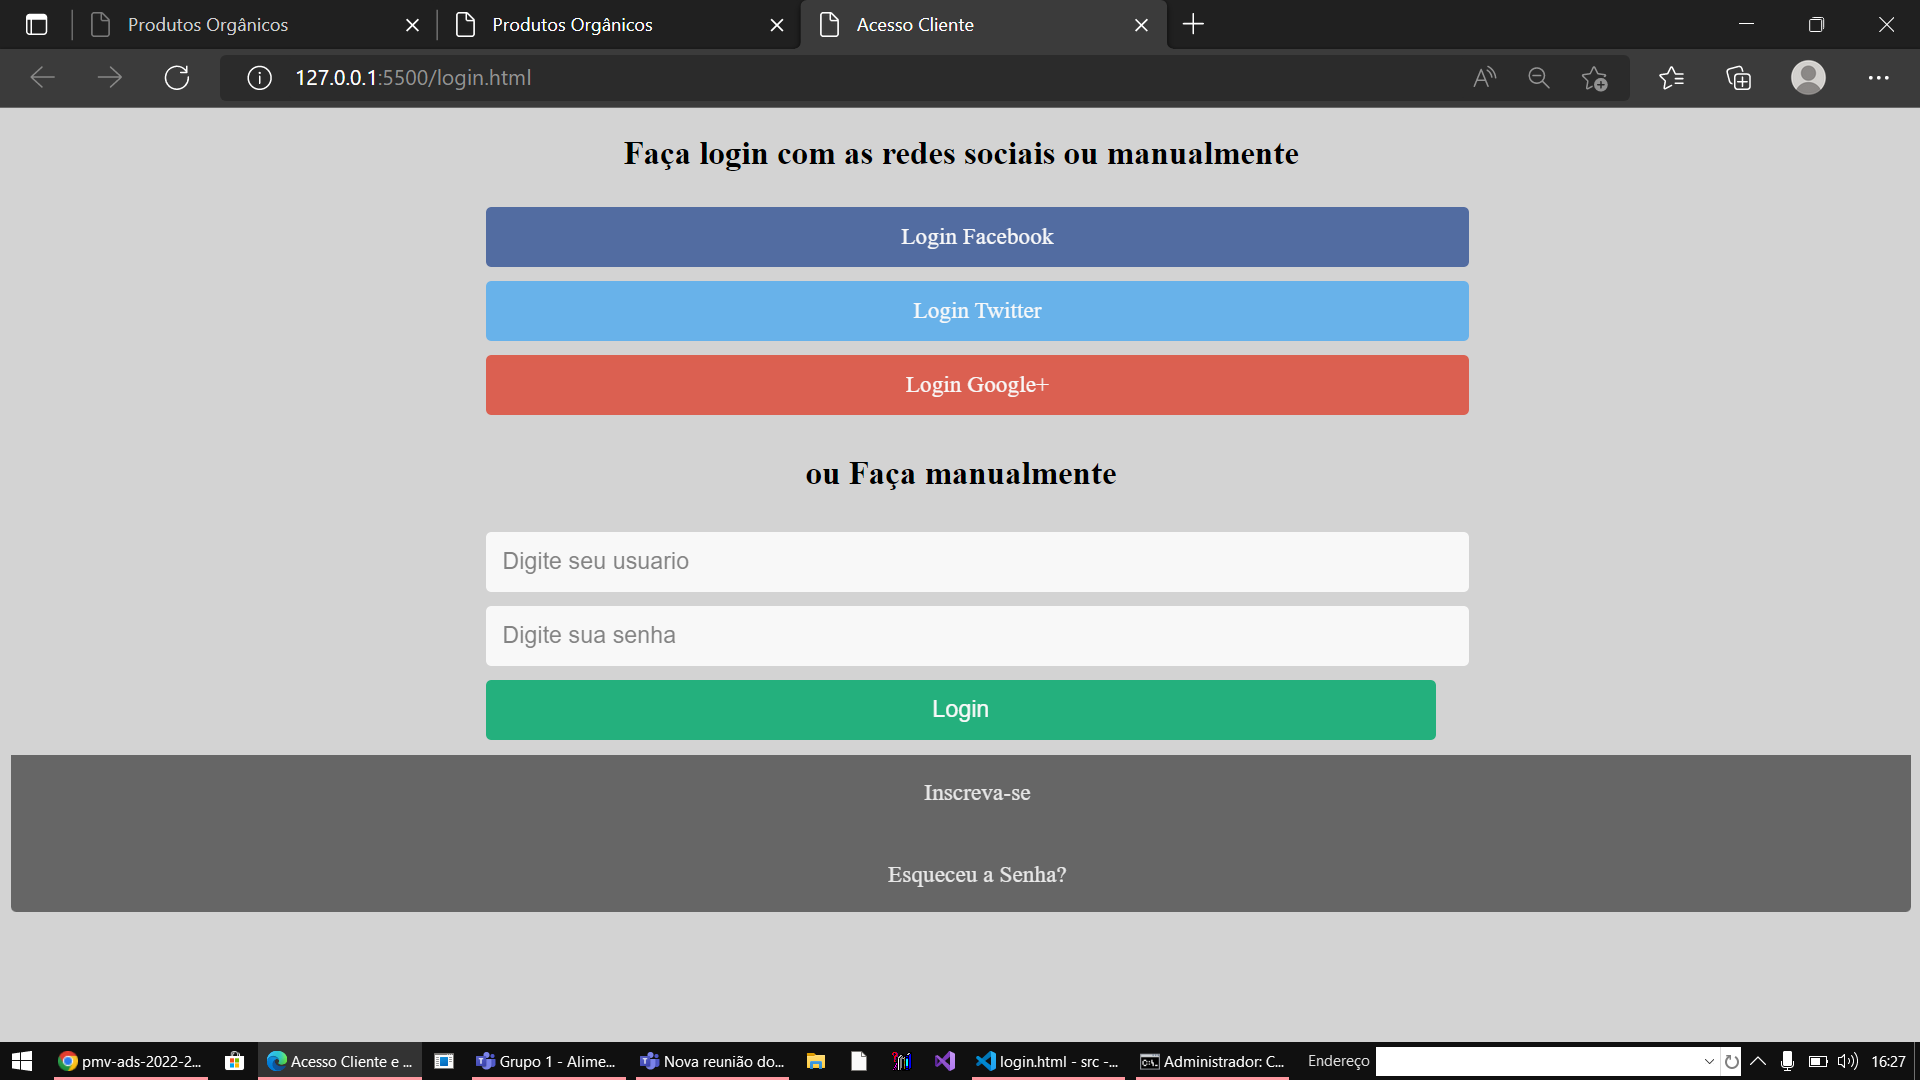 Produtos Orgânicos
Produtos Orgânicos
Acesso Cliente
127.0.0.1:5500/login.html
Faça login com as redes sociais ou manualmente
Login Facebook
Login Twitter
Login Google+
ou Faça manualmente
Digite seu usuario
Digite sua senha
Login
Inscreva-se
Esqueceu a Senha?
pmv-ads-2022-2...
Acesso Cliente e ...
Grupo 1 - Alime...
Nova reunião do...
login.html - src -...
Administrador: C...
Endereço
16:27